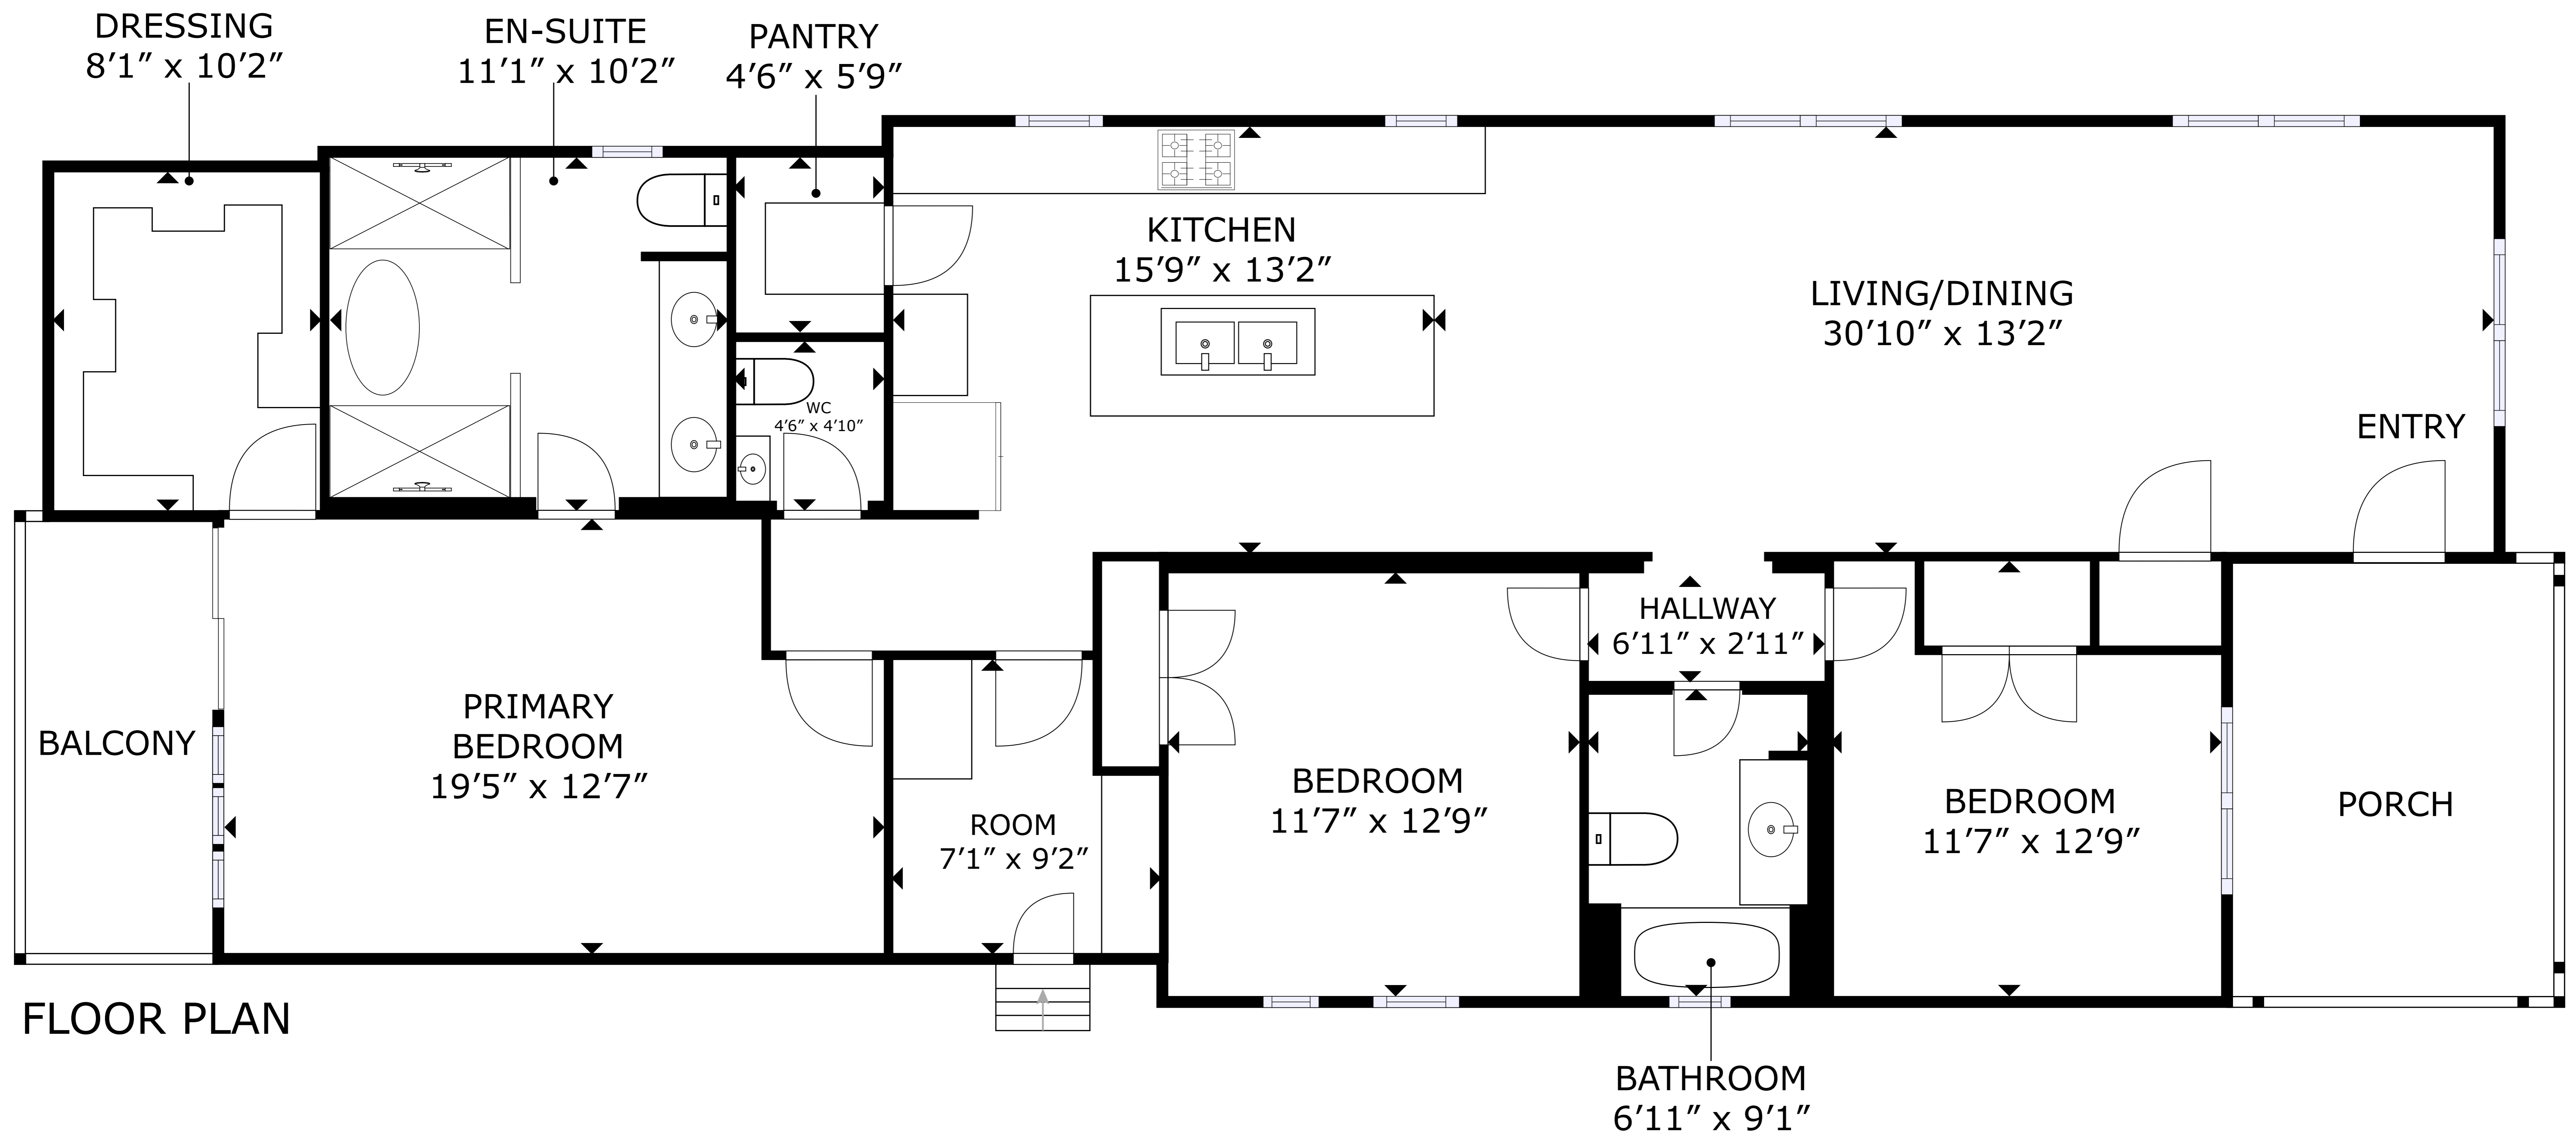 DRESSING
8’1” x 10’2”
EN-SUITE
11’1” x 10’2”
PANTRY
4’6” x 5’9”
KITCHEN
15’9” x 13’2”
LIVING/DINING
30’10” x 13’2”
WC
4’6” x 4’10”
ENTRY
HALLWAY
6’11” x 2’11”
BALCONY
PRIMARY
BEDROOM
19’5” x 12’7”
ROOM
7’1” x 9’2”
BEDROOM
11’7” x 12’9”
BEDROOM
11’7” x 12’9”
PORCH
FLOOR PLAN
BATHROOM
6’11” x 9’1”